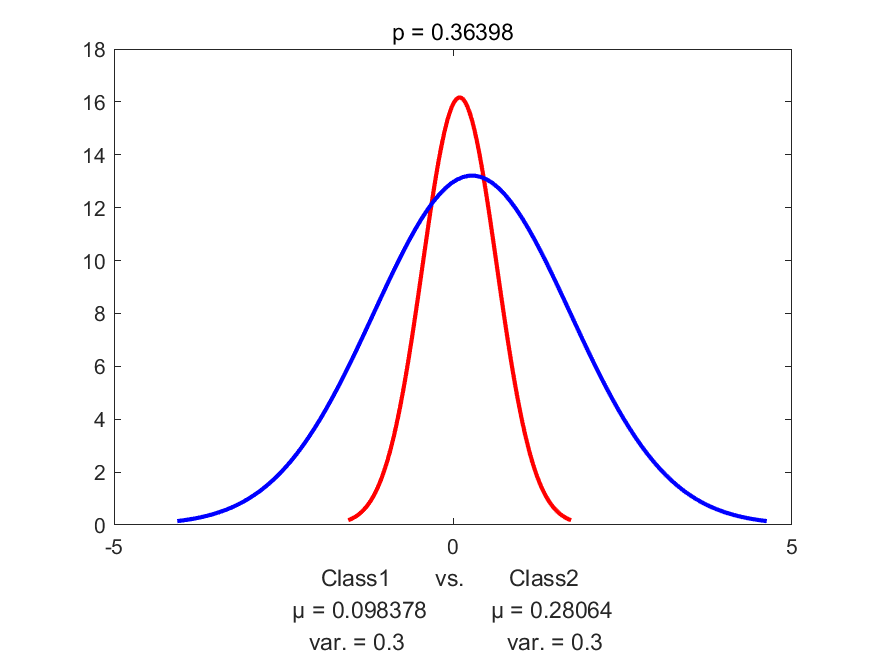 p = 0.36398
18
16
14
12
10
8
6
4
2
0
-5 0 5
Class1 vs. Class2
μ = 0.098378 μ = 0.28064
var. = 0.3 var. = 0.3